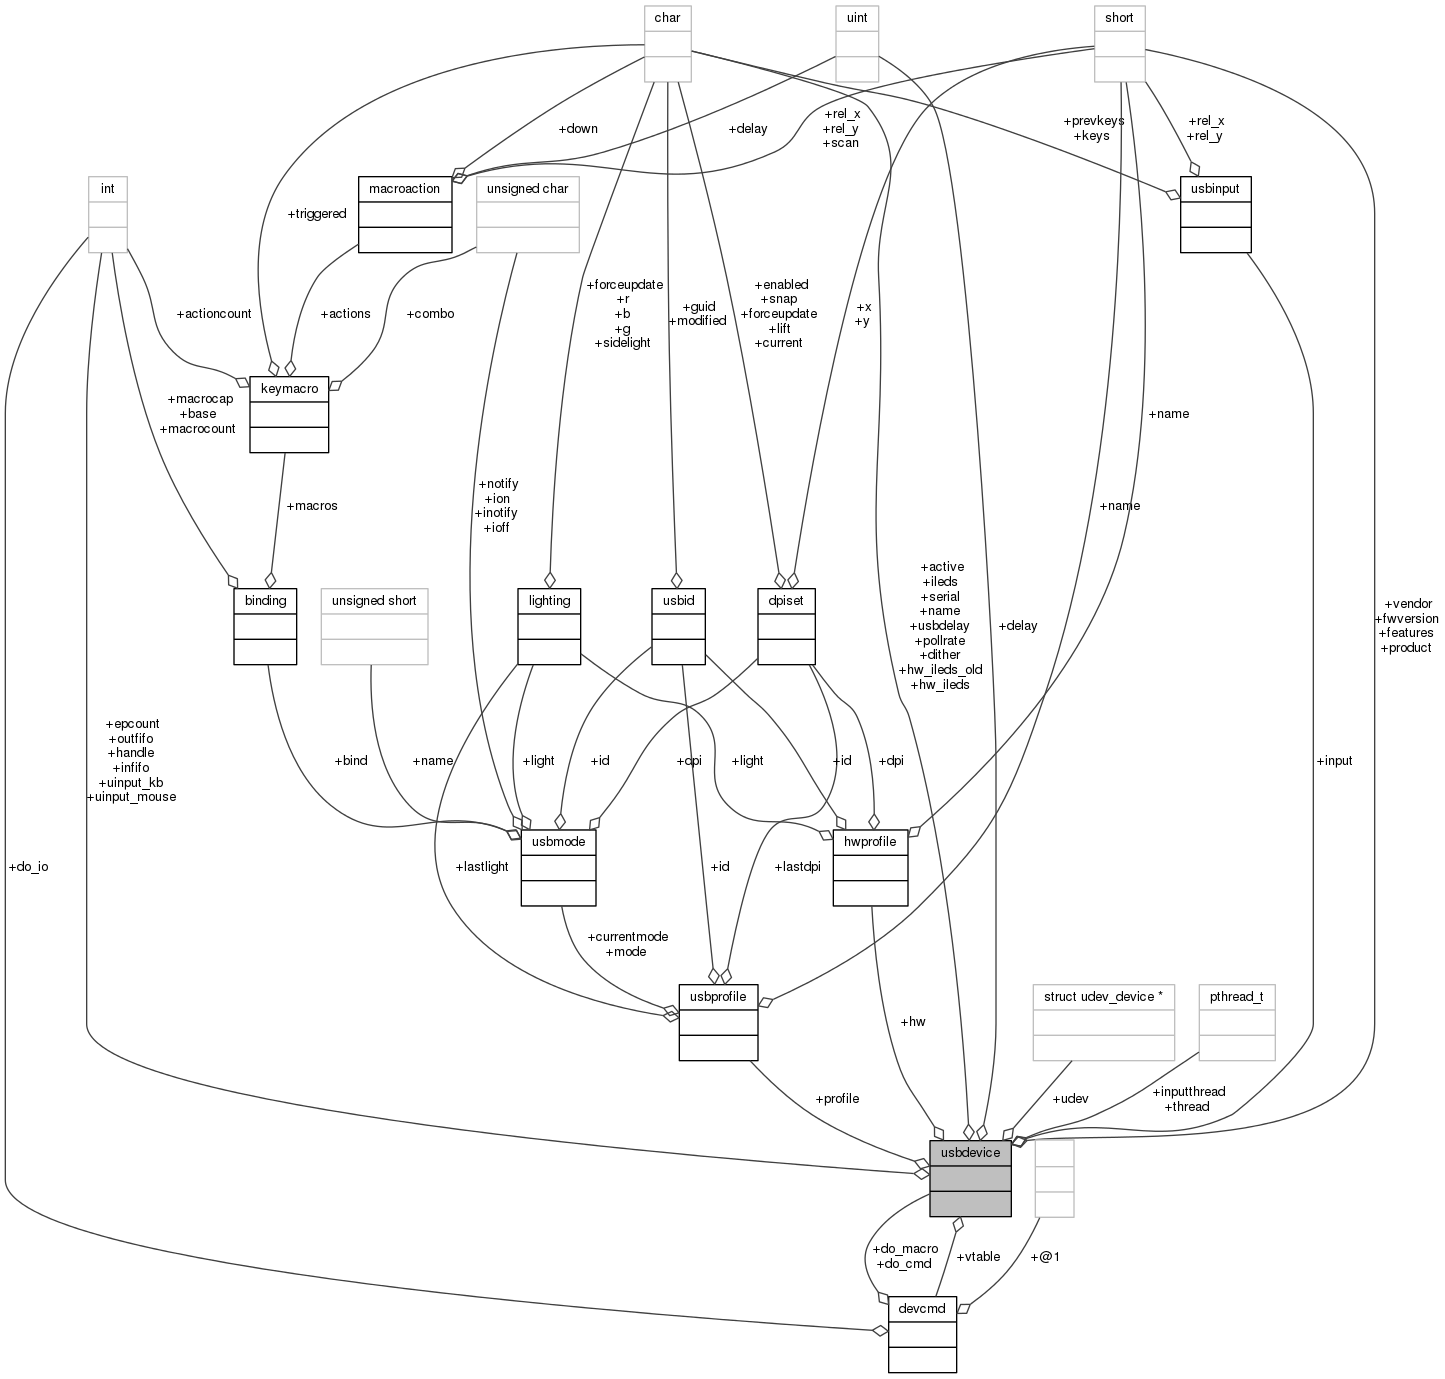 char
uint
short
+down
+delay
+rel_x
+rel_y
+scan
+prevkeys
+keys
+rel_x
+rel_y
int
macroaction
unsigned char
usbinput
+triggered
+actioncount
+actions
+combo
+forceupdate
+r
+b
+g
+sidelight
+guid
+modified
+enabled
+snap
+forceupdate
+lift
+current
+x
+y
keymacro
+macrocap
+base
+macrocount
+name
+macros
+notify
+ion
+inotify
+ioff
+name
binding
unsigned short
lighting
usbid
dpiset
+active
+ileds
+serial
+name
+usbdelay
+pollrate
+dither
+hw_ileds_old
+hw_ileds
+delay
+vendor
+fwversion
+features
+product
+epcount
+outfifo
+handle
+infifo
+uinput_kb
+uinput_mouse
+bind
+name
+light
+id
+dpi
+light
+id
+dpi
+input
usbmode
hwprofile
+do_io
+lastlight
+id
+lastdpi
+currentmode
+mode
usbprofile
+hw
struct udev_device *
pthread_t
+profile
+udev
+inputthread
+thread
usbdevice
+do_macro
+do_cmd
+vtable
+@1
devcmd